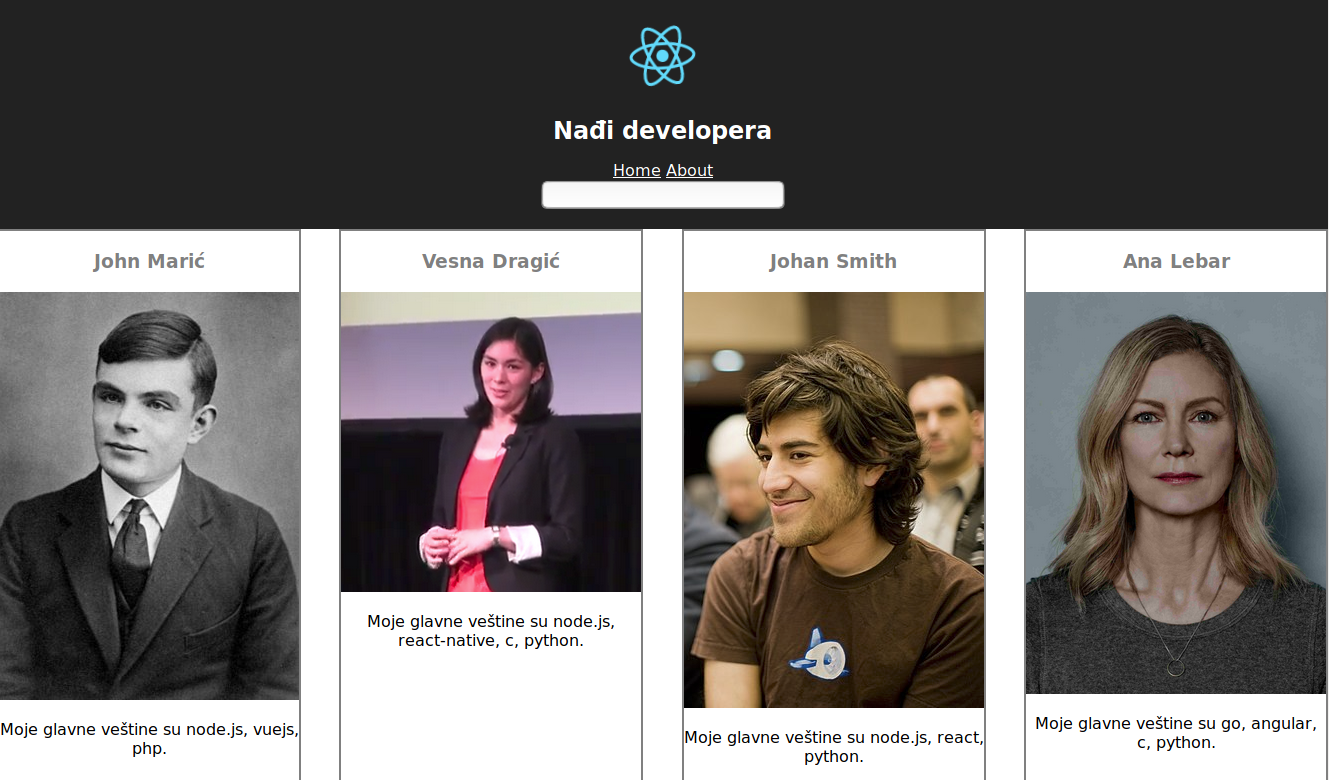 Nađi developera
Home About
John Marić
Moje glavne veštine su node.js, vuejs,
php.
Vesna Dragić
Moje glavne veštine su node.js,
react-native, c, python.
Johan Smith
Moje glavne veštine su node.js, react,
python.
Ana Lebar
Moje glavne veštine su go, angular,
c, python.